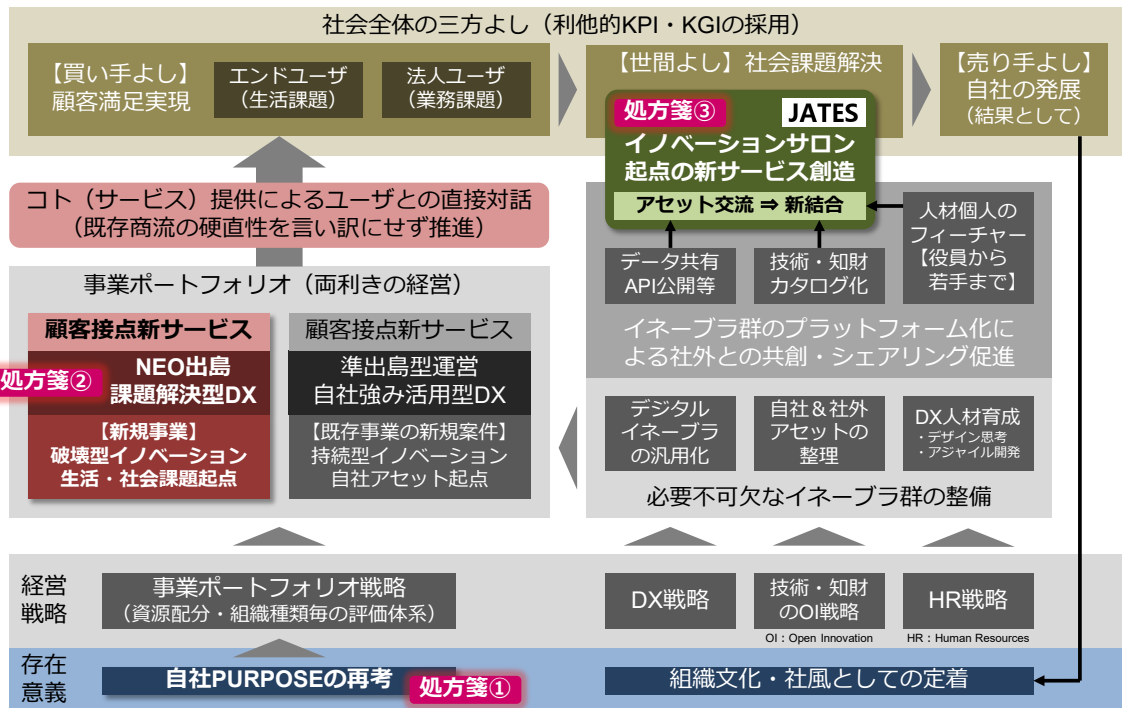 社会全体の三方よし（利他的KPI・KGIの採用）
【買い手よし】
顧客満足実現
エンドユーザ
（生活課題）
法人ユーザ
（業務課題）
【世間よし】社会課題解決
【売り手よし】
自社の発展
（結果として）
処方箋③
JATES
イノベーションサロン
起点の新サービス創造
アセット交流 ⇒ 新結合
コト（サービス）提供によるユーザとの直接対話
（既存商流の硬直性を言い訳にせず推進）
データ共有
API公開等
技術・知財
カタログ化
人材個人の
フィーチャー
【役員から
若手まで】
イネーブラ群のプラットフォーム化に
よる社外との共創・シェアリング促進
事業ポートフォリオ（両利きの経営）
顧客接点新サービス
処方箋②
NEO出島
課題解決型DX
【新規事業】
破壊型イノベーション
生活・社会課題起点
顧客接点新サービス
準出島型運営
自社強み活用型DX
【既存事業の新規案件】
持続型イノベーション
自社アセット起点
デジタル
イネーブラ
の汎用化
自社＆社外
アセットの
整理
DX人材育成
・デザイン思考
・アジャイル開発
必要不可欠なイネーブラ群の整備
経営
戦略
事業ポートフォリオ戦略
（資源配分・組織種類毎の評価体系）
DX戦略
技術・知財
のOI戦略
OI：Open Innovation
HR戦略
HR：Human Resources
存在
意義
自社PURPOSEの再考
処方箋①
組織文化・社風としての定着